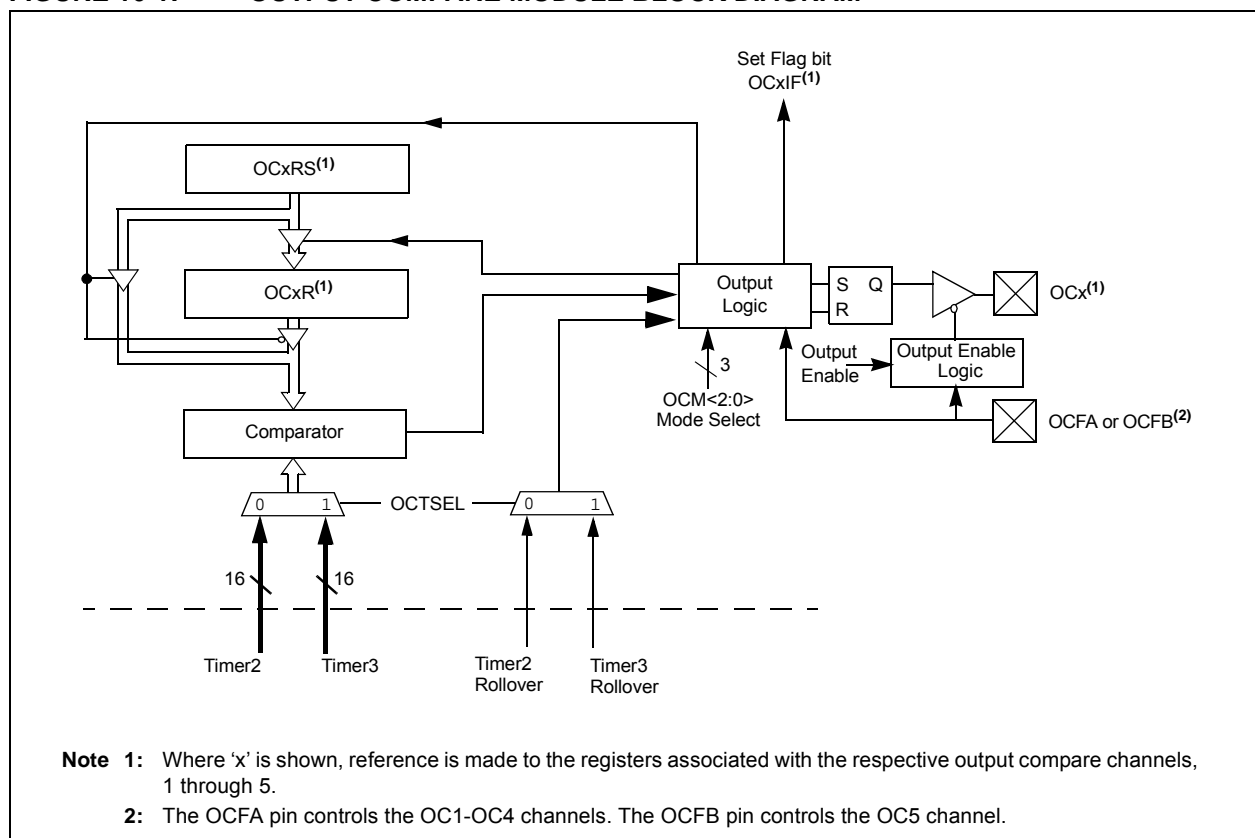 Set Flag bit
OCxIF(1)
OCxRS(1)
OCxR(1)
Output
Logic
S Q
R
OCx(1)
3
OCM<2:0>
Mode Select
Output
Enable
Output Enable
Logic
OCFA or OCFB(2)
Comparator
0 1
OCTSEL
0 1
16
16
Timer2
Timer3
Timer2
Rollover
Timer3
Rollover
Note 1: Where ‘x’ is shown, reference is made to the registers associated with the respective output compare channels,
1 through 5.
2: The OCFA pin controls the OC1-OC4 channels. The OCFB pin controls the OC5 channel.